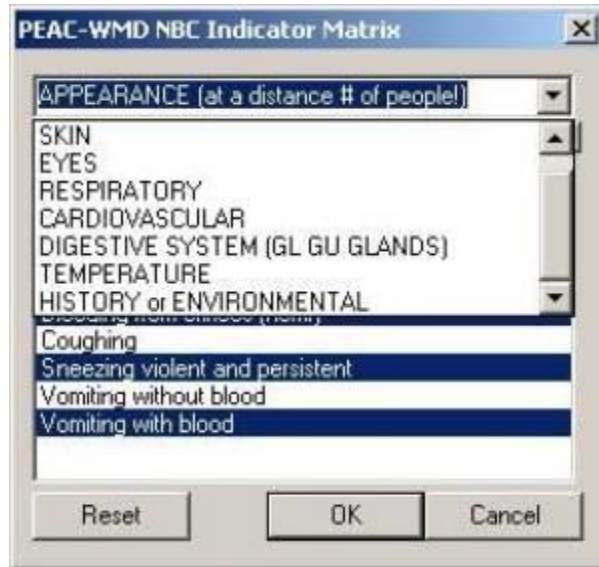 PEAC-WMD NBC Indicator Matrix
APPEARANCE (at a distance # of people!)
SKIN
EYES
RESPIRATORY
CARDIOVASCULAR
DIGESTIVE SYSTEM (GL GU GLANDS)
TEMPERATURE
HISTORY or ENVIRONMENTAL
Coughing
Sneezing violent and persistent
Vomiting without blood
Vomiting with blood
Reset OK Cancel